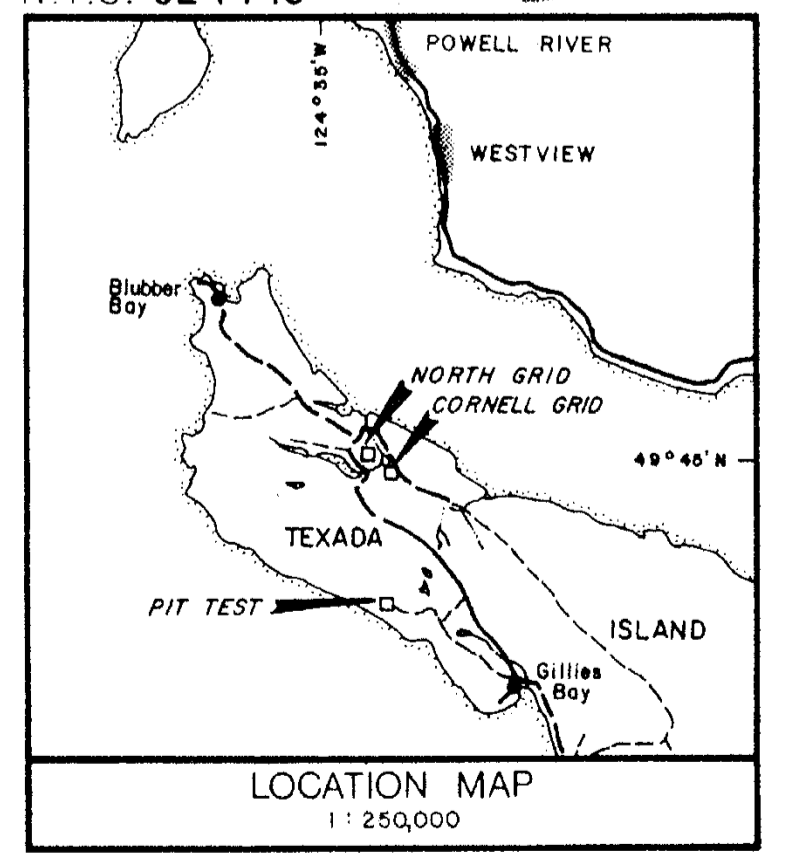 POWELL RIVER
124°35'W
WESTVIEW
Blubber
Bay
NORTH GRID
CORNELL GRID
49°45'N
TEXADA
PIT TEST
ISLAND
Gillies
Bay
LOCATION MAP
1 : 250,000